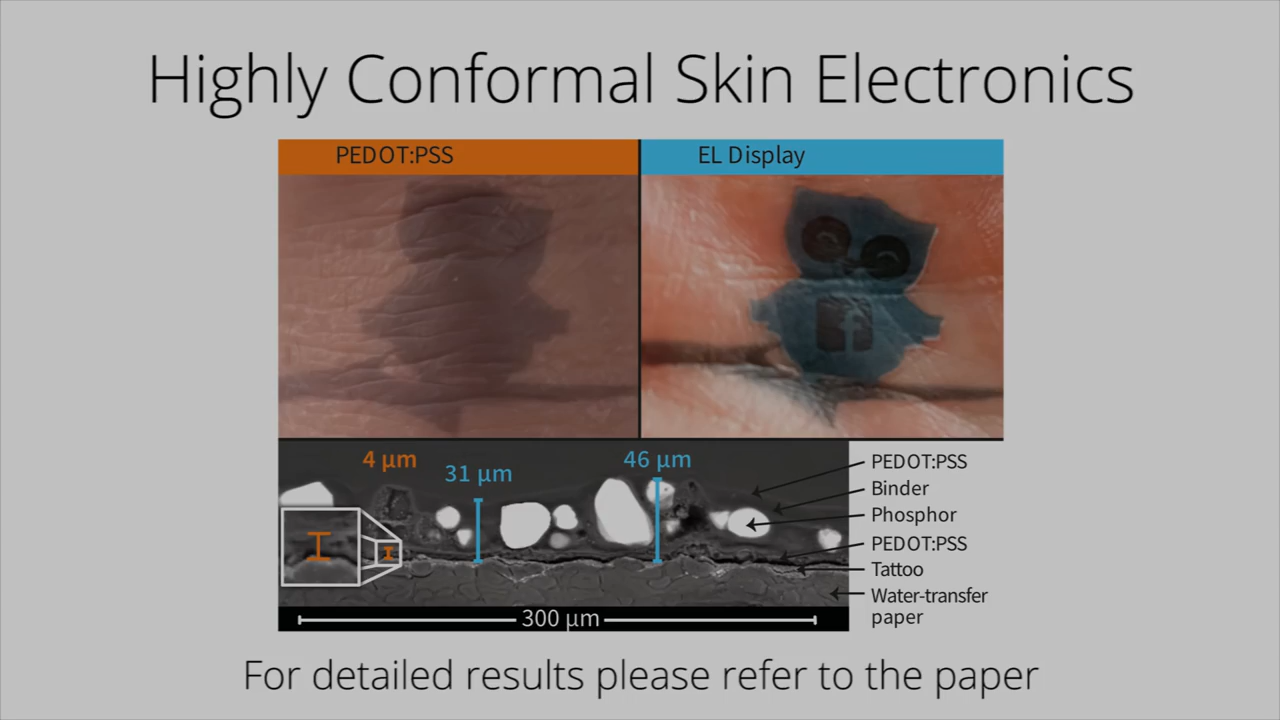 Highly Conformal Skin Electronics
PEDOT:PSS
EL Display
f
4 µm
31 µm
46 µm
PEDOT:PSS
Binder
Phosphor
PEDOT:PSS
Tattoo
Water-transfer
paper
300 µm
For detailed results please refer to the paper